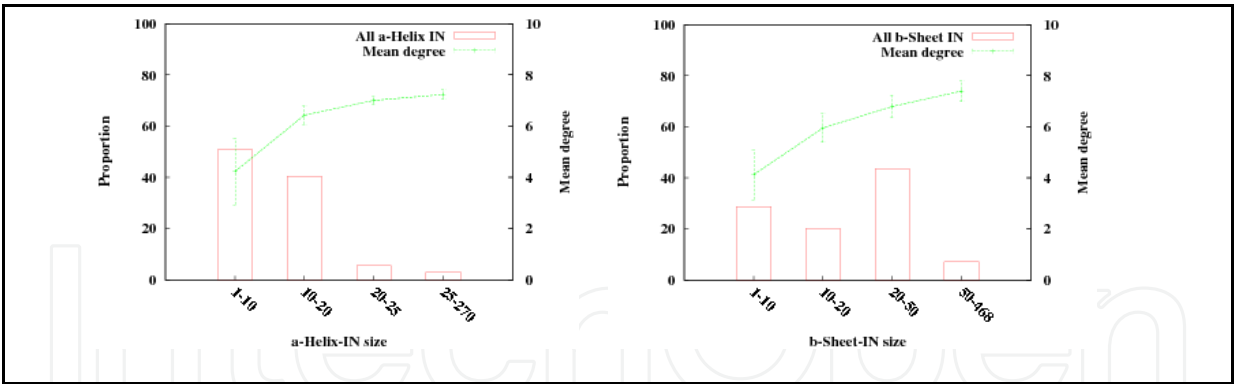 100
80
60
40
20
0
Proportion
10
8
6
4
2
0
Mean degree
All a-Helix IN
Mean degree
1-10
10-20
20-25
25-270
a-Helix-IN size
100
80
60
40
20
0
Proportion
10
8
6
4
2
0
Mean degree
All b-Sheet IN
Mean degree
1-10
10-20
20-50
50-468
b-Sheet-IN size
IntechOpen